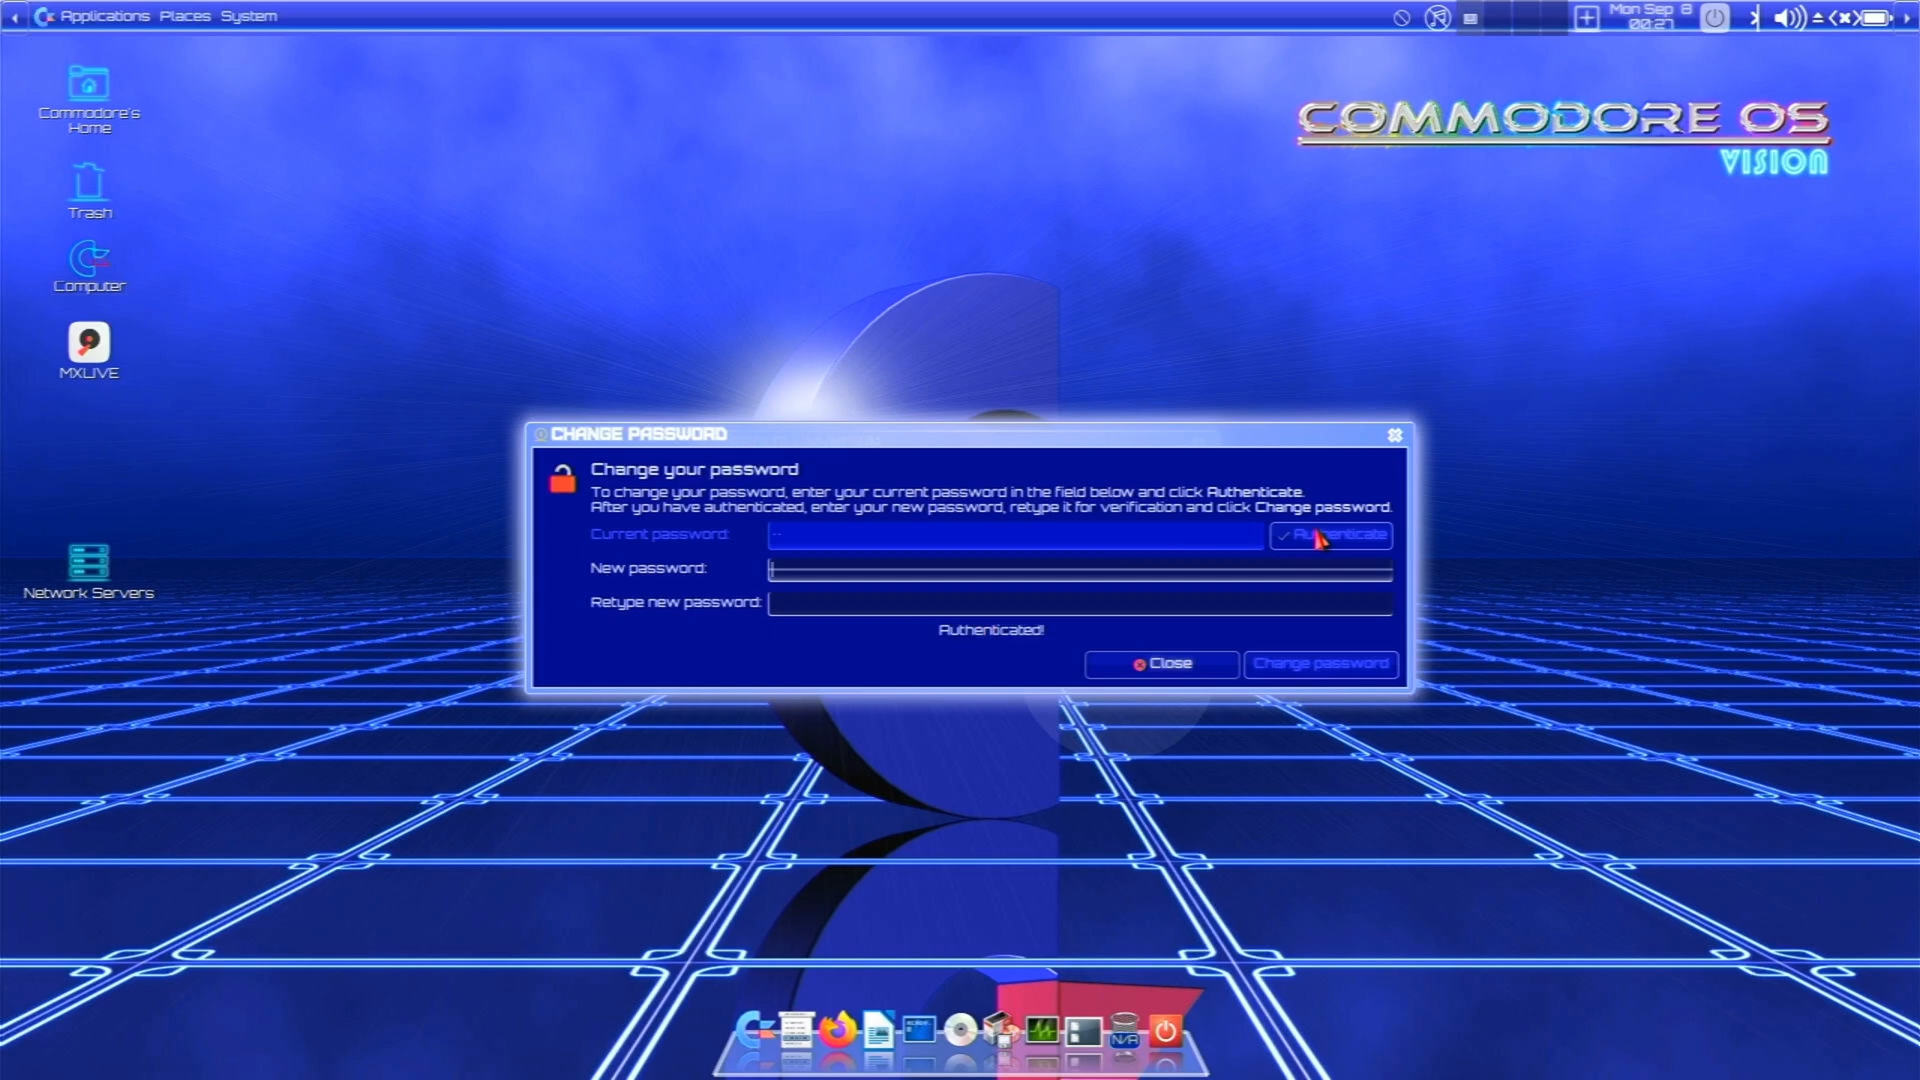 Applications Places System
Mon Sep 8
00:27
COMMODORE OS
VISION
Commodore's
Home
Trash
Computer
MXLIVE
Network Servers
CHANGE PASSWORD
Change your password
To change your password, enter your current password in the field below and click Authenticate.
After you have authenticated, enter your new password, retype it for verification and click Change password.
Current password:
Authenticate
New password:
Retype new password:
Authenticated!
Close
Change password
N/A